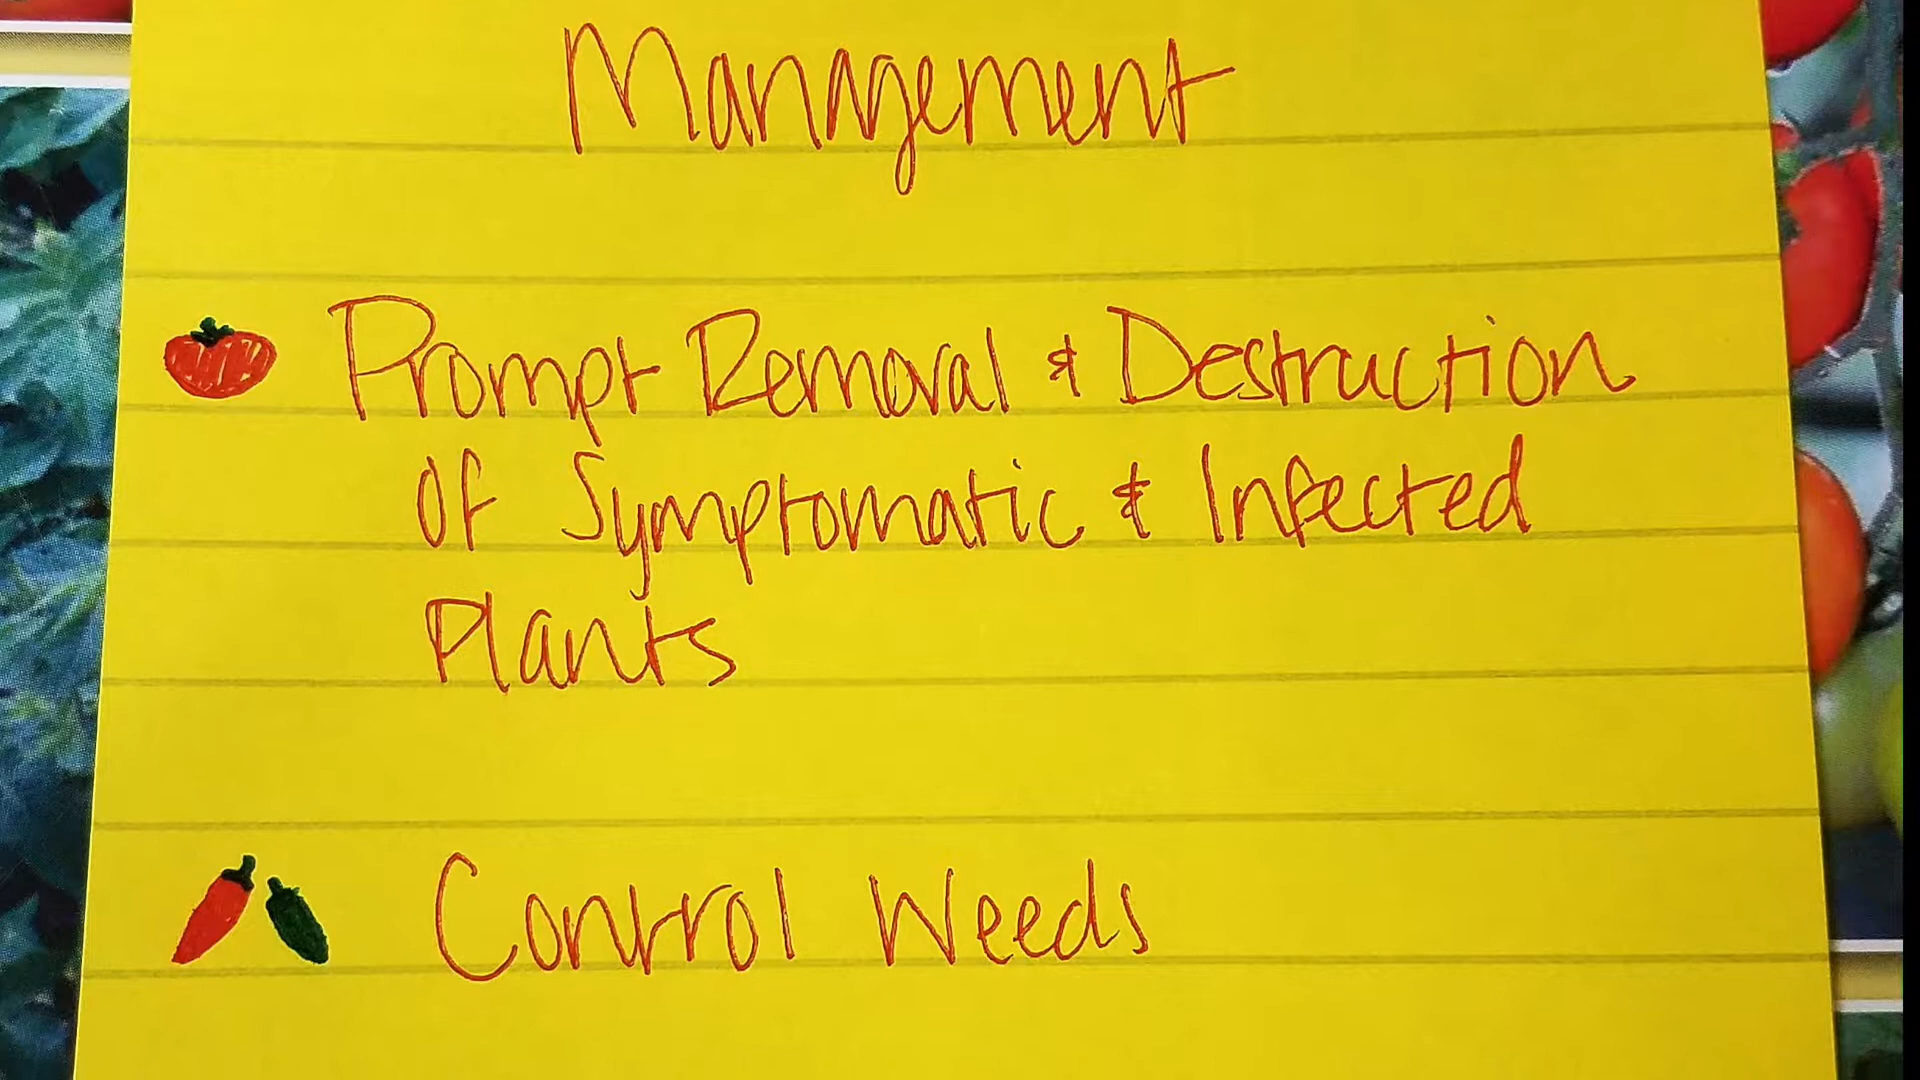 Management
Prompt Removal & Destruction
Of Symptomatic & Infected
Plants
Control Weeds